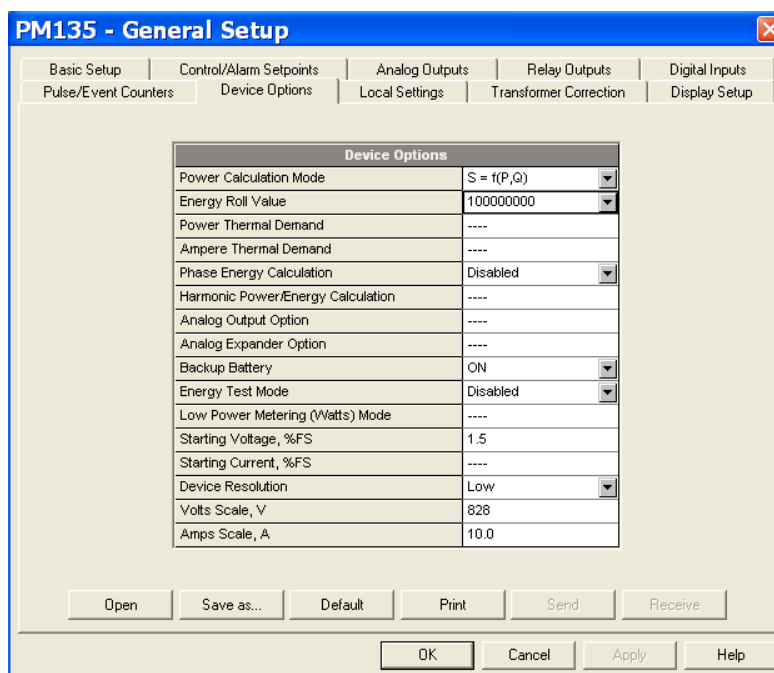 PM135 - General Setup
Basic Setup
Control/Alarm Setpoints
Analog Outputs
Relay Outputs
Digital Inputs
Pulse/Event Counters
Device Options
Local Settings
Transformer Correction
Display Setup
Device Options
Power Calculation Mode S = f(P,Q)
Energy Roll Value 100000000
Power Thermal Demand ----
Ampere Thermal Demand ----
Phase Energy Calculation Disabled
Harmonic Power/Energy Calculation ----
Analog Output Option ----
Analog Expander Option ----
Backup Battery ON
Energy Test Mode Disabled
Low Power Metering (Watts) Mode ----
Starting Voltage, %FS 1.5
Starting Current, %FS ----
Device Resolution Low
Volts Scale, V 828
Amps Scale, A 10.0
Open
Save as...
Default
Print
Send
Receive
OK
Cancel
Apply
Help